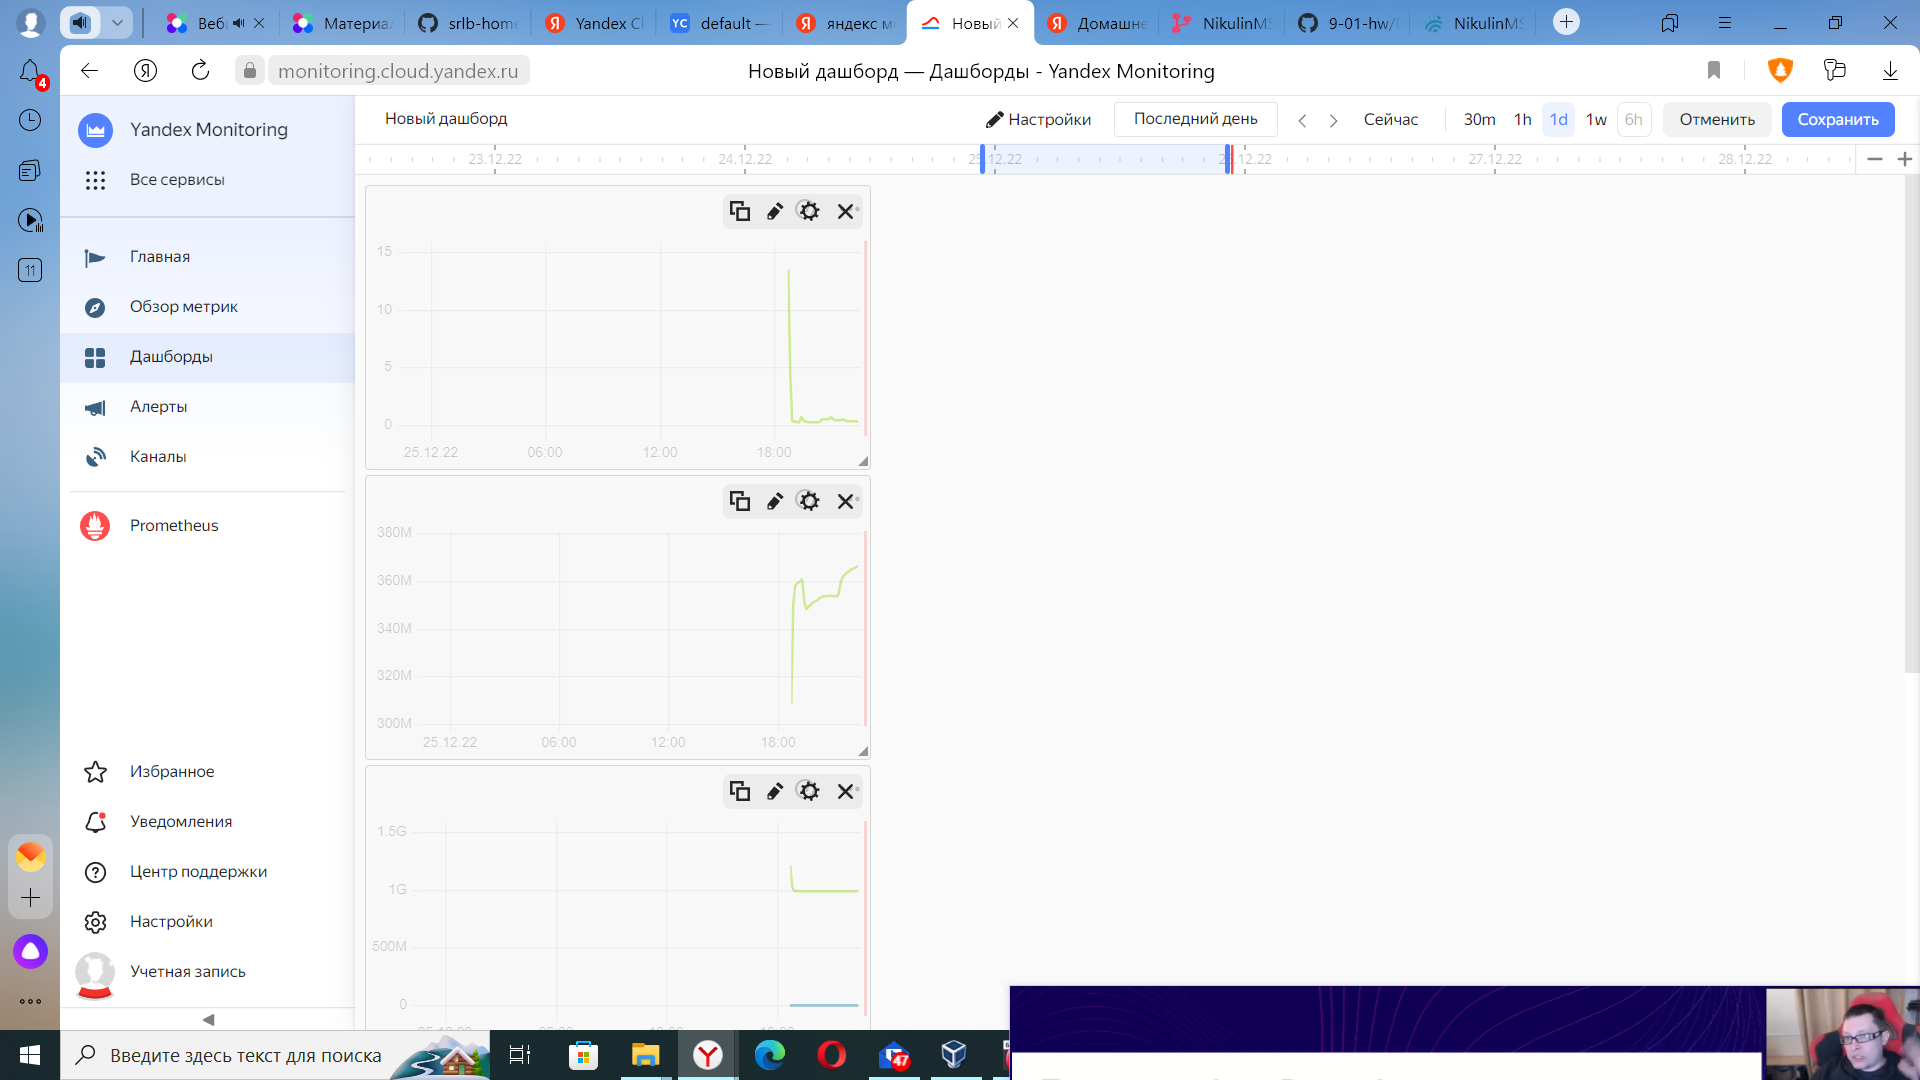 Веб
Материа
srlb-home
Yandex Cl
default —
яндекс м
Новый
Домашне
NikulinMS
9-01-hw/
NikulinMS
4
monitoring.cloud.yandex.ru
Новый дашборд — Дашборды - Yandex Monitoring
11
Yandex Monitoring
Все сервисы
Главная
Обзор метрик
Дашборды
Алерты
Каналы
Prometheus
Избранное
Уведомления
Центр поддержки
Настройки
Учетная запись
Новый дашборд
Настройки
Последний день
Сейчас
30m
1h
1d
1w
6h
Отменить
Сохранить
23.12.22
24.12.22
25.12.22
26.12.22
27.12.22
28.12.22
15
10
5
0
25.12.22
06:00
12:00
18:00
380M
360M
340M
320M
300M
25.12.22
06:00
12:00
18:00
1.5G
1G
500M
0
Введите здесь текст для поиска
47